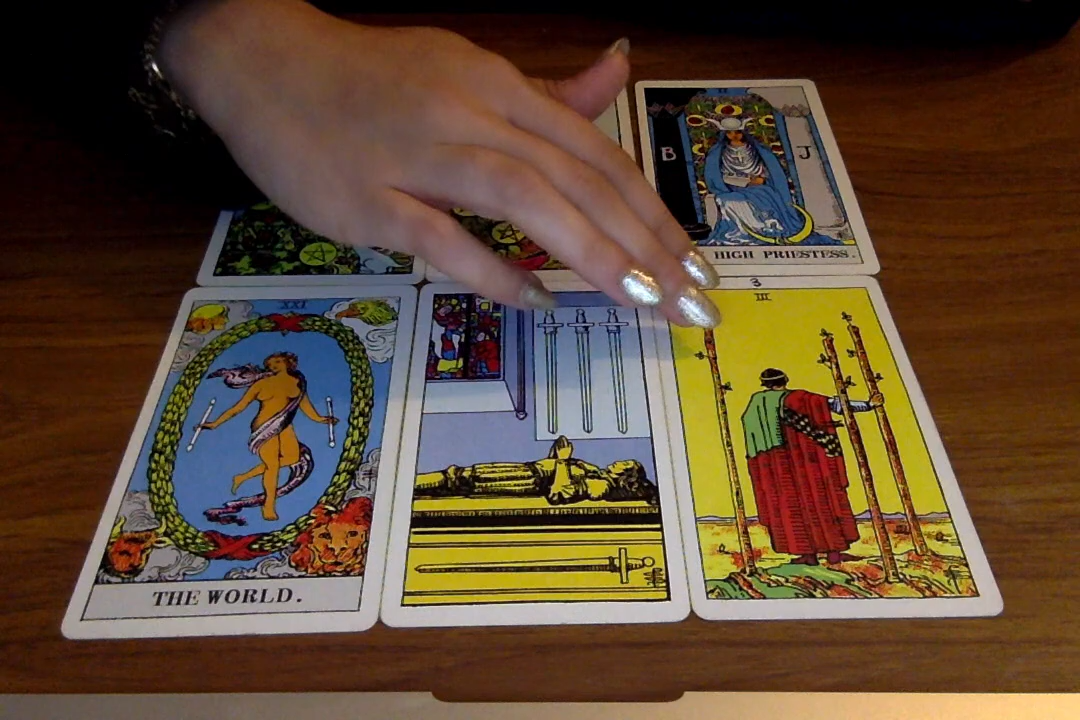 B
J
HIGH PRIESTESS.
3
III
XXI
THE WORLD.